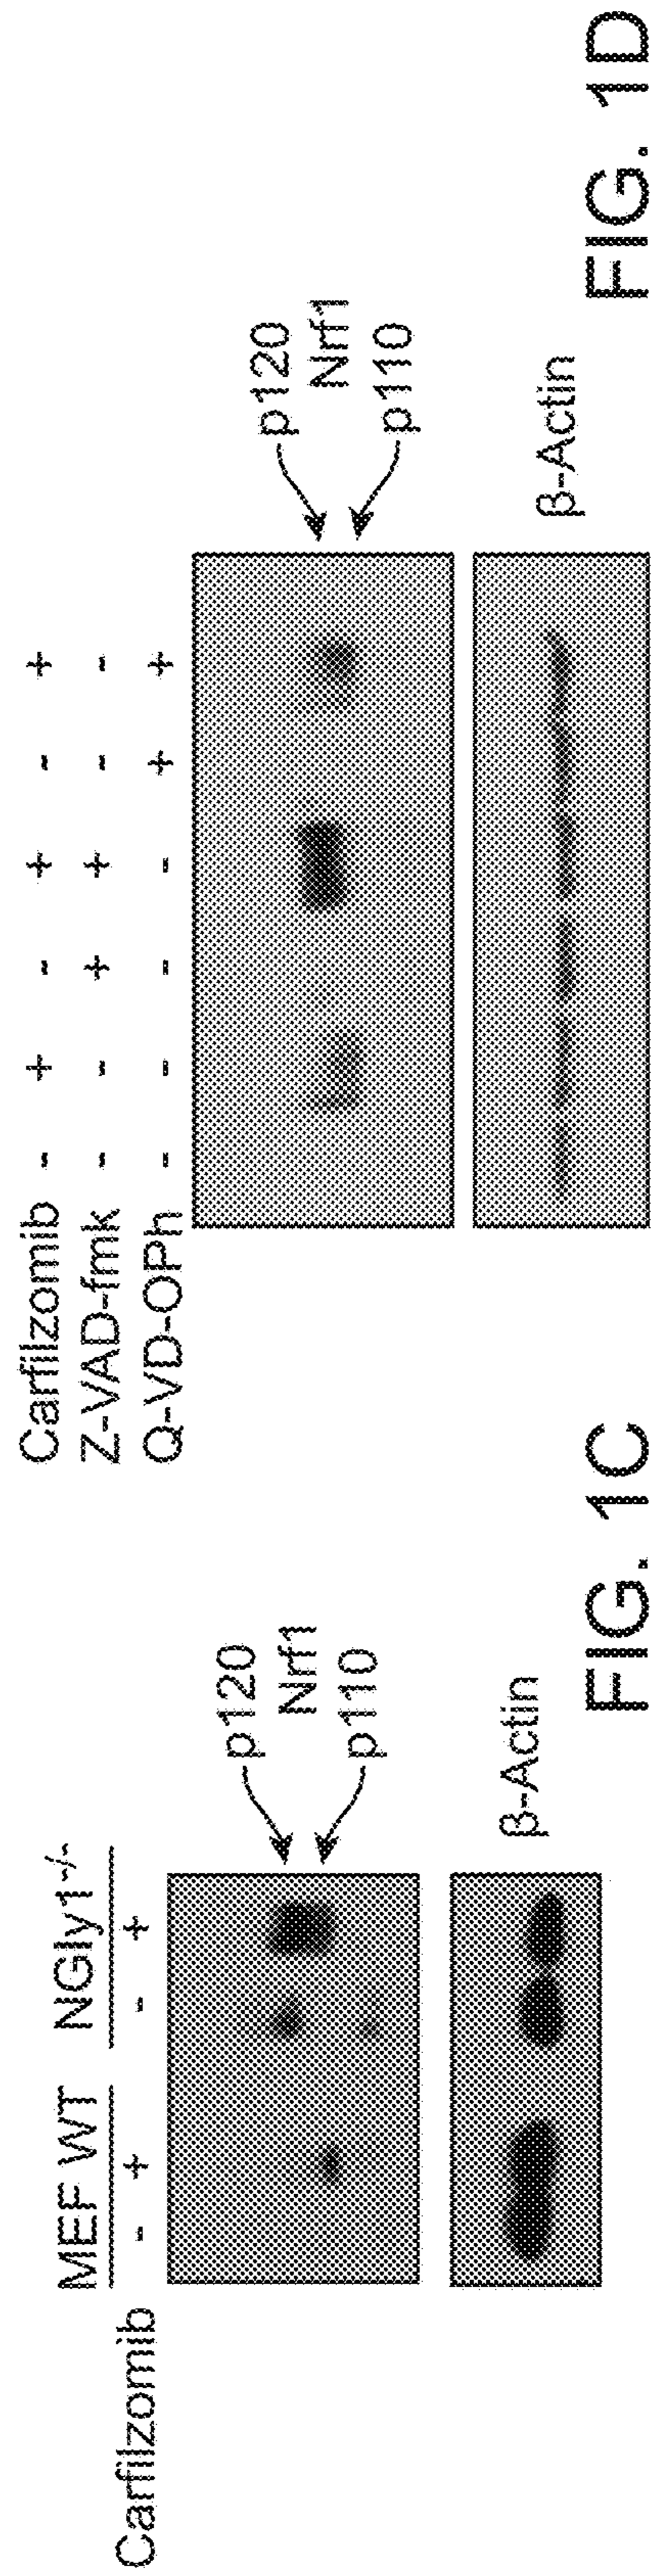 MEF WT NGly1-/-
Carfilzomib - + - +
p120
Nrf1
p110
β-Actin
FIG. 1C
Carfilzomib - + - + - +
Z-VAD-fmk - - + + - -
Q-VD-OPh - - - - + +
p120
Nrf1
p110
β-Actin
FIG. 1D